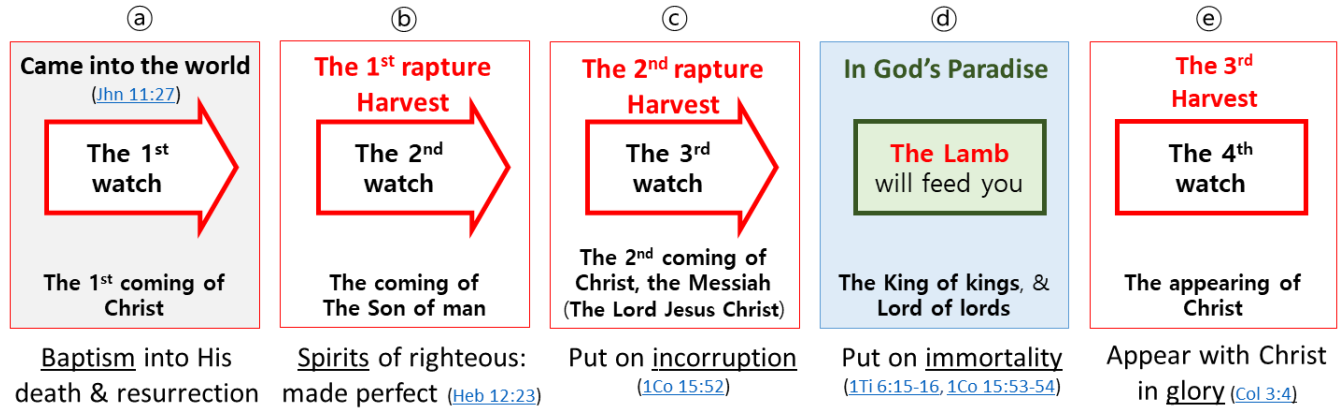 ⓐ
Came into the world
(Jhn 11:27)
The 1st
watch
The 1st coming of
Christ
Baptism into His
death & resurrection
ⓑ
The 1st rapture
Harvest
The 2nd
watch
The coming of
The Son of man
Spirits of righteous:
made perfect (Heb 12:23)
ⓒ
The 2nd rapture
Harvest
The 3rd
watch
The 2nd coming of
Christ, the Messiah
(The Lord Jesus Christ)
Put on incorruption
(1Co 15:52)
ⓓ
In God's Paradise
The Lamb
will feed you
The King of kings, &
Lord of lords
Put on immortality
(1Ti 6:15-16, 1Co 15:53-54)
ⓔ
The 3rd
Harvest
The 4th
watch
The appearing of
Christ
Appear with Christ
in glory (Col 3:4)